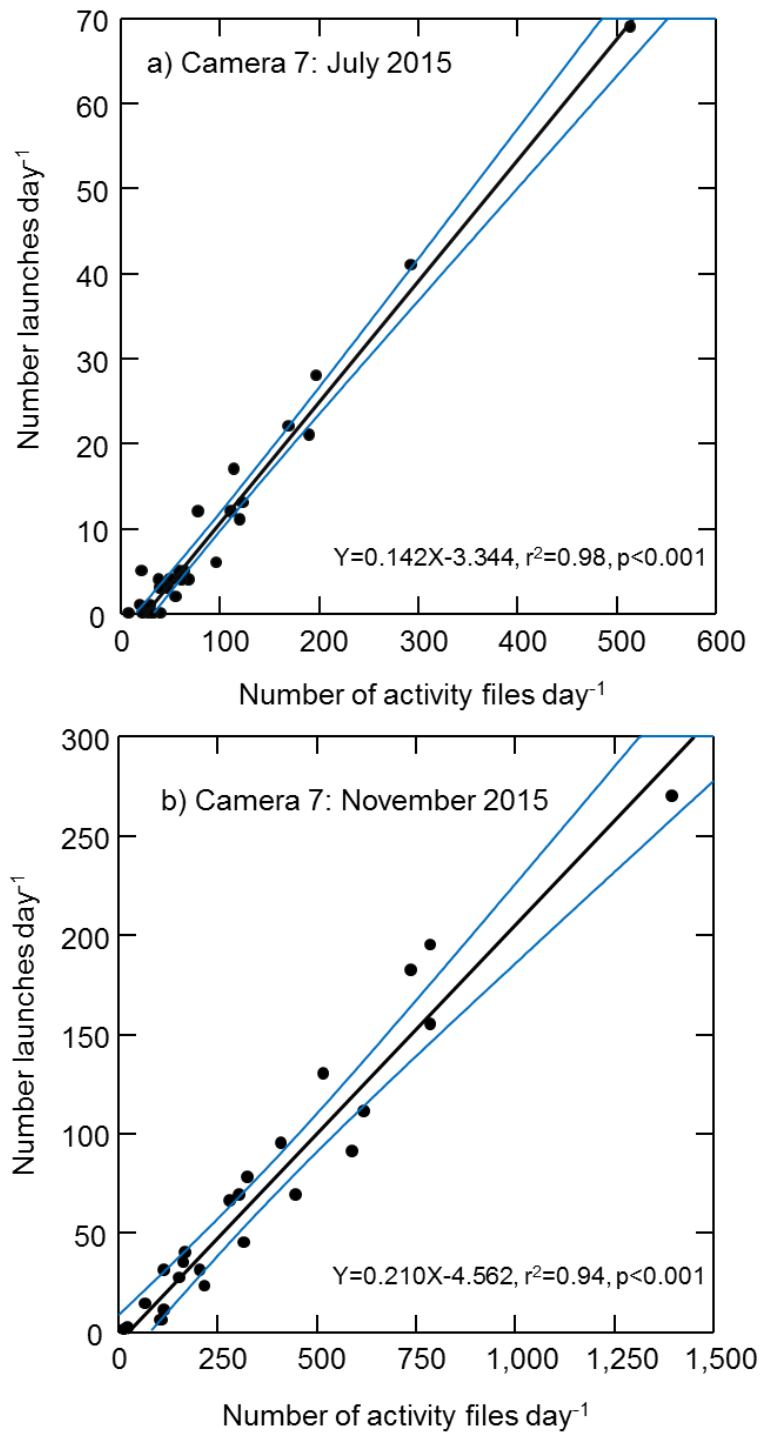 70
a) Camera 7: July 2015
60
50
40
30
20
10
Y=0.142X-3.344, r²=0.98, p<0.001
0
0 100 200 300 400 500 600
Number launches day⁻¹
Number of activity files day⁻¹
300
b) Camera 7: November 2015
250
200
150
100
50
Y=0.210X-4.562, r²=0.94, p<0.001
0
0 250 500 750 1,000 1,250 1,500
Number launches day⁻¹
Number of activity files day⁻¹